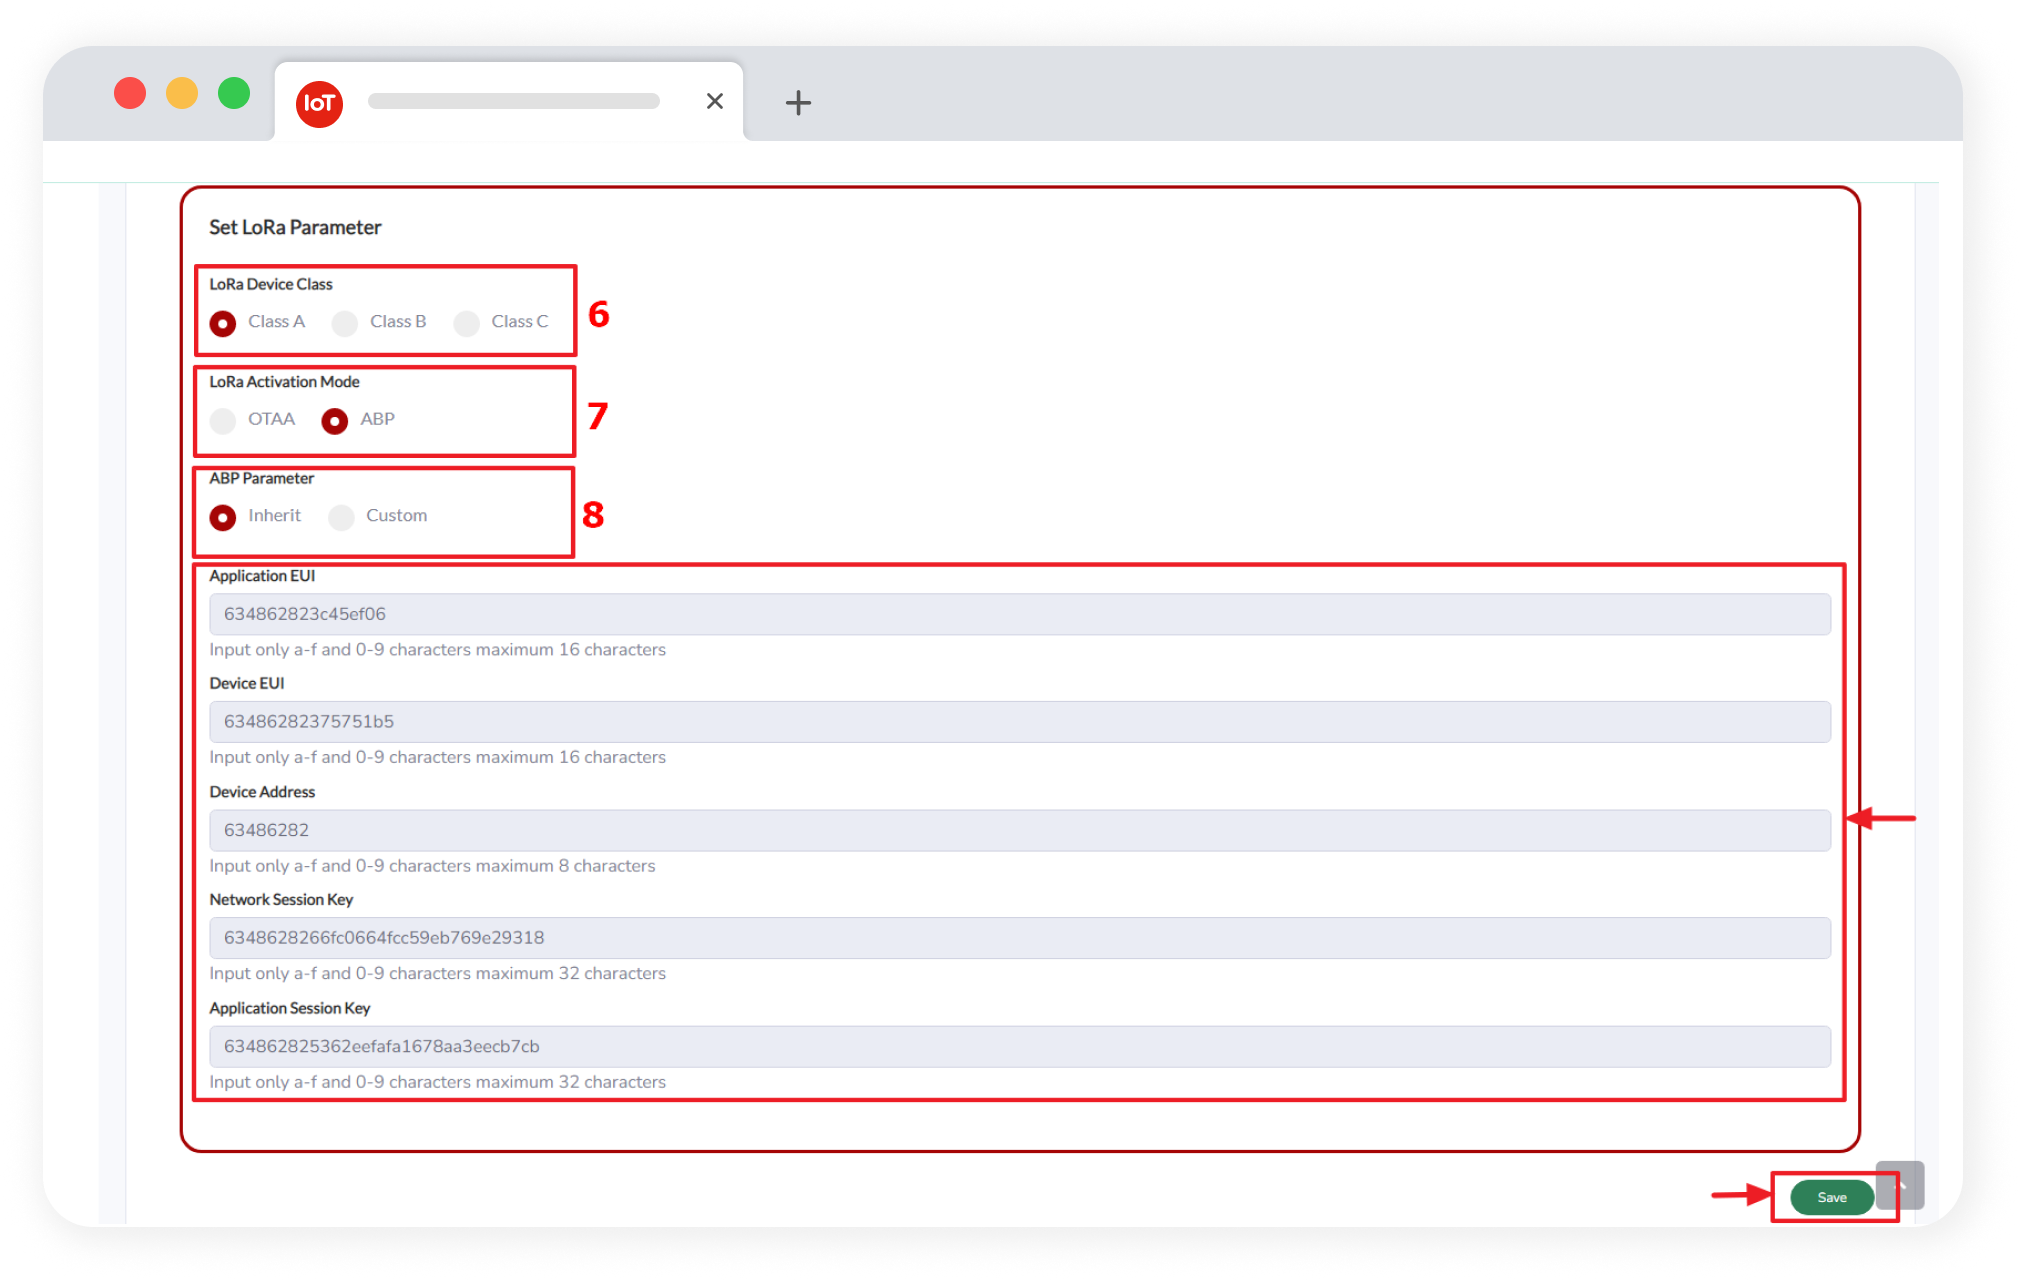 IoT
Set LoRa Parameter
LoRa Device Class
Class A Class B Class C 6
LoRa Activation Mode
OTAA ABP 7
ABP Parameter
Inherit Custom 8
Application EUI
634862823c45ef06
Input only a-f and 0-9 characters maximum 16 characters
Device EUI
63486282375751b5
Input only a-f and 0-9 characters maximum 16 characters
Device Address
63486282
Input only a-f and 0-9 characters maximum 8 characters
Network Session Key
6348628266fc0664fcc59eb769e29318
Input only a-f and 0-9 characters maximum 32 characters
Application Session Key
634862825362eefafa1678aa3eecb7cb
Input only a-f and 0-9 characters maximum 32 characters
Save